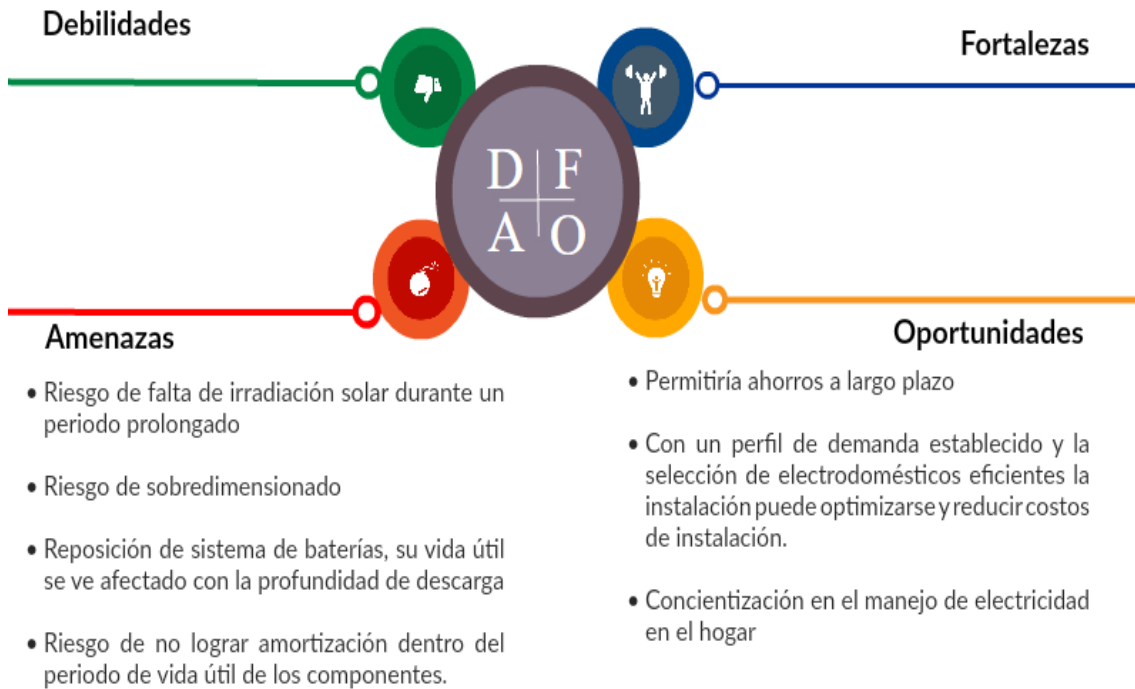 Debilidades
Fortalezas
D F
A O
Amenazas
• Riesgo de falta de irradiación solar durante un
periodo prolongado
• Riesgo de sobredimensionado
• Reposición de sistema de baterías, su vida útil
se ve afectado con la profundidad de descarga
• Riesgo de no lograr amortización dentro del
periodo de vida útil de los componentes.
Oportunidades
• Permitiría ahorros a largo plazo
• Con un perfil de demanda establecido y la
selección de electrodomésticos eficientes la
instalación puede optimizarse y reducir costos
de instalación.
• Concientización en el manejo de electricidad
en el hogar